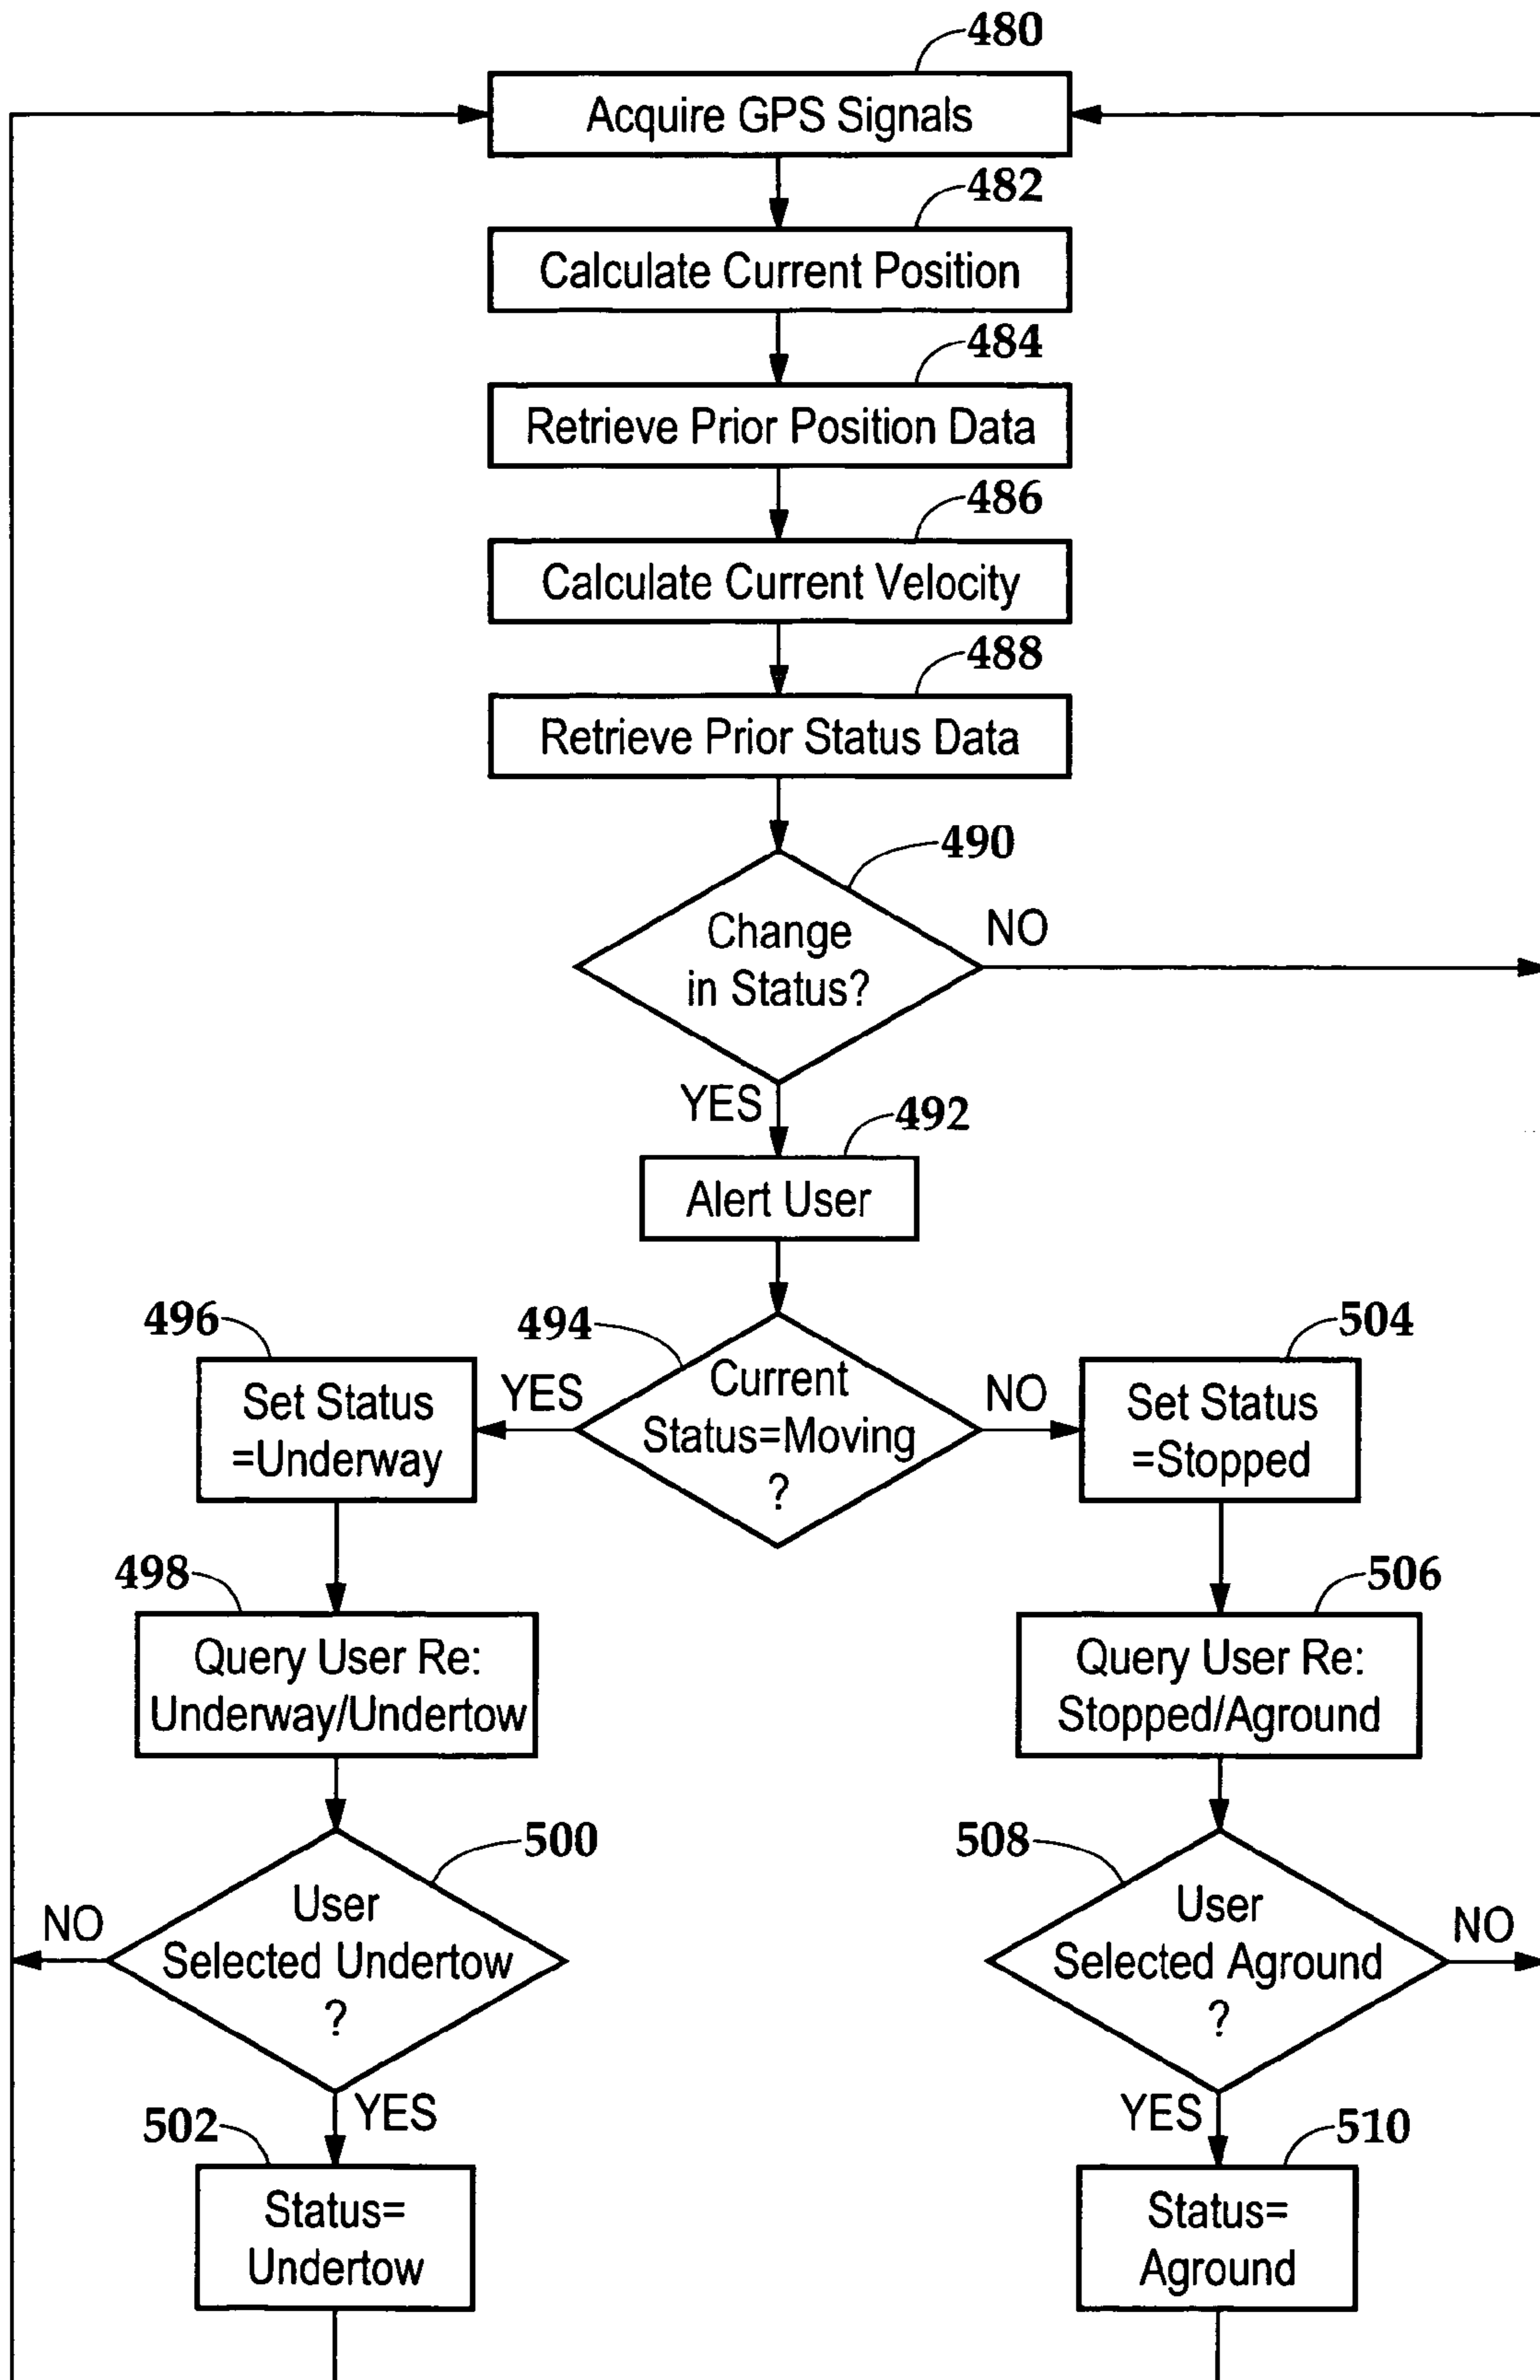 480
Acquire GPS Signals
482
Calculate Current Position
484
Retrieve Prior Position Data
486
Calculate Current Velocity
488
Retrieve Prior Status Data
490
Change
in Status?
NO
YES
492
Alert User
494
Current
Status=Moving
?
YES
NO
496
Set Status
=Underway
504
Set Status
=Stopped
498
Query User Re:
Underway/Undertow
506
Query User Re:
Stopped/Aground
500
User
Selected Undertow
?
NO
YES
508
User
Selected Aground
?
NO
YES
502
Status=
Undertow
510
Status=
Aground